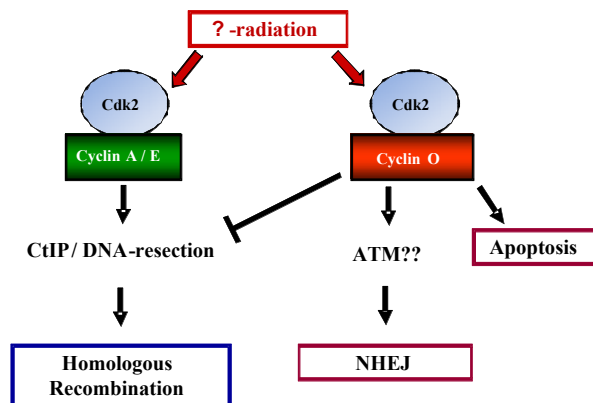 ?-radiation
Cdk2
Cdk2
Cyclin A / E
Cyclin O
CtIP/ DNA-resection
ATM??
Apoptosis
Homologous
Recombination
NHEJ